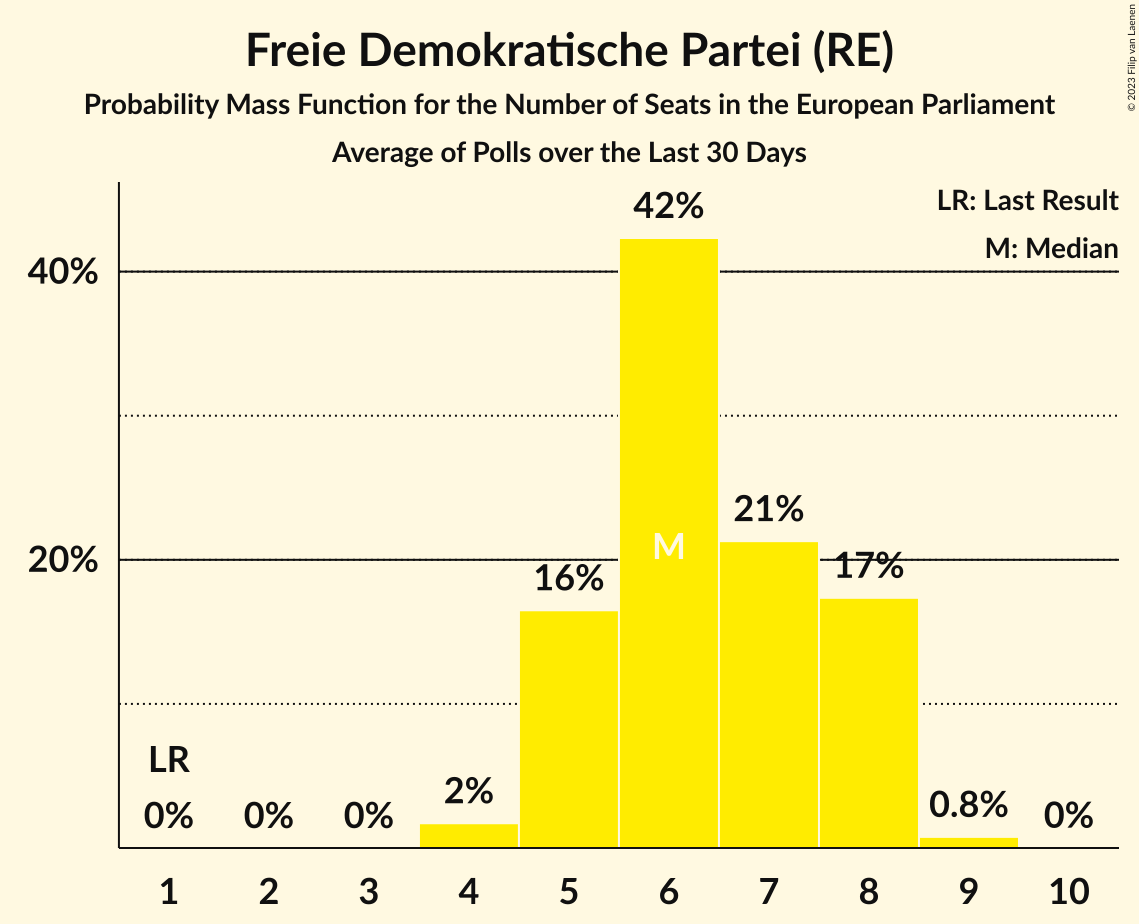 Freie Demokratische Partei (RE)
Probability Mass Function for the Number of Seats in the European Parliament
Average of Polls over the Last 30 Days
© 2023 Filip van Laenen
LR: Last Result
M: Median
42%
40%
21%
M
20%
16%
17%
LR
2%
0.8%
0% 0% 0% 0%
1 2 3 4 5 6 7 8 9 10